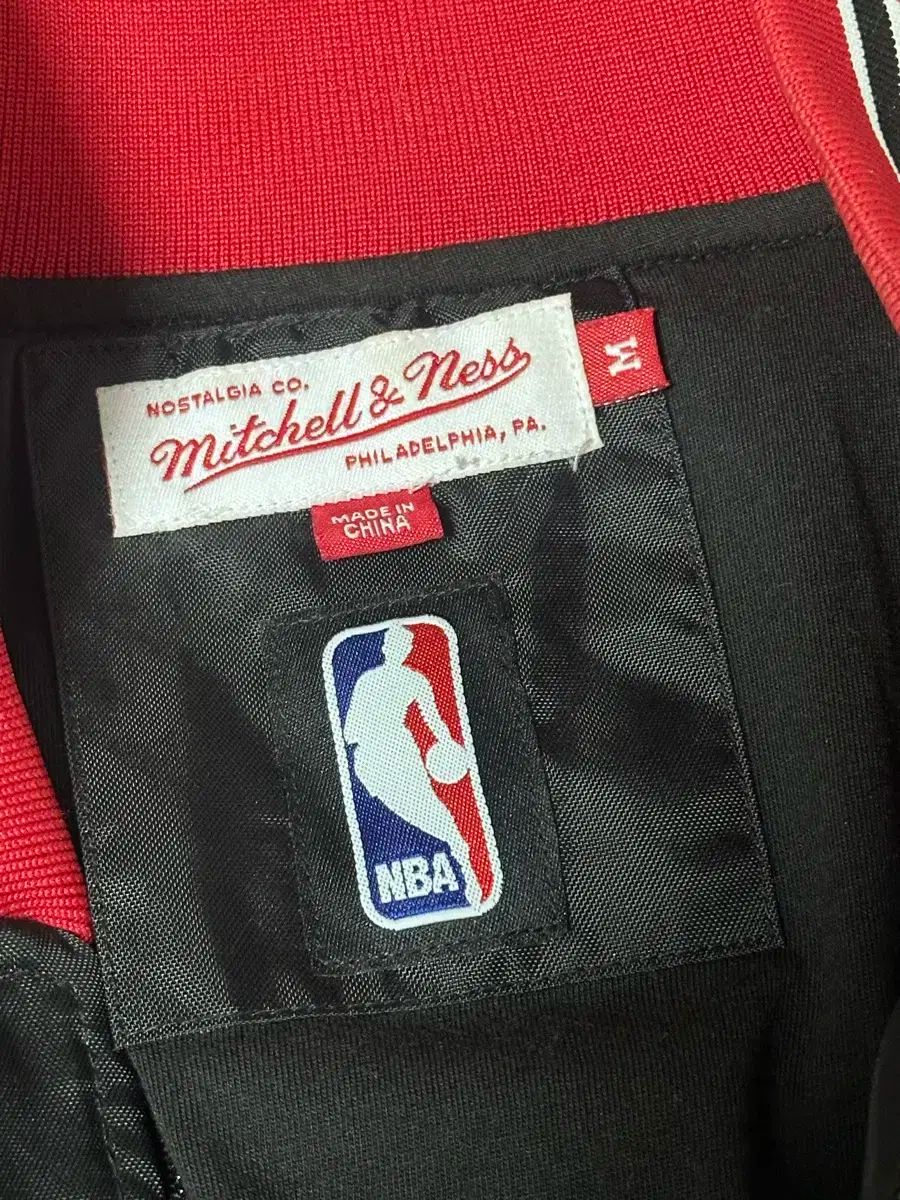 NOSTALGIA CO.
Mitchell & Ness
PHILADELPHIA, PA.
M
MADE IN
CHINA
NBA